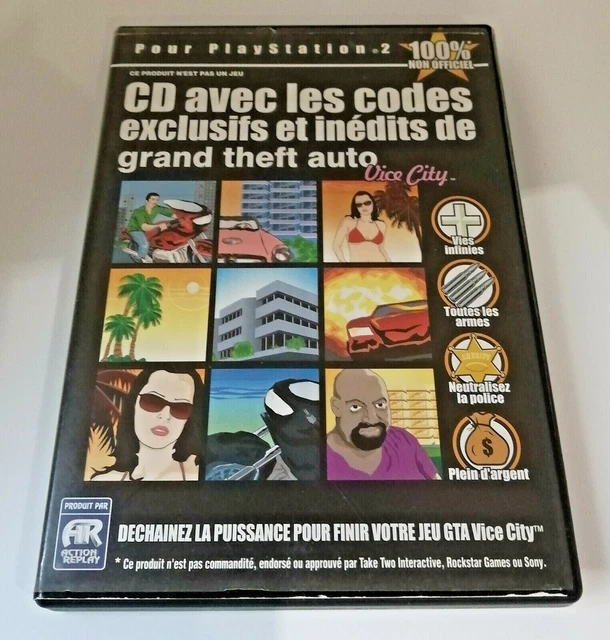 Pour PlayStation®2
100%
NON OFFICIEL
CE PRODUIT N'EST PAS UN JEU
CD avec les codes
exclusifs et inédits de
grand theft auto
Vice City™
Vies
infinies
Toutes les
armes
SHERIFF
Neutralisez
la police
$
Plein d'argent
PRODUIT PAR
AR
ACTION
REPLAY
DECHAINEZ LA PUISSANCE POUR FINIR VOTRE JEU GTA Vice City™
* Ce produit n'est pas commandité, endorsé ou approuvé par Take Two Interactive, Rockstar Games ou Sony.